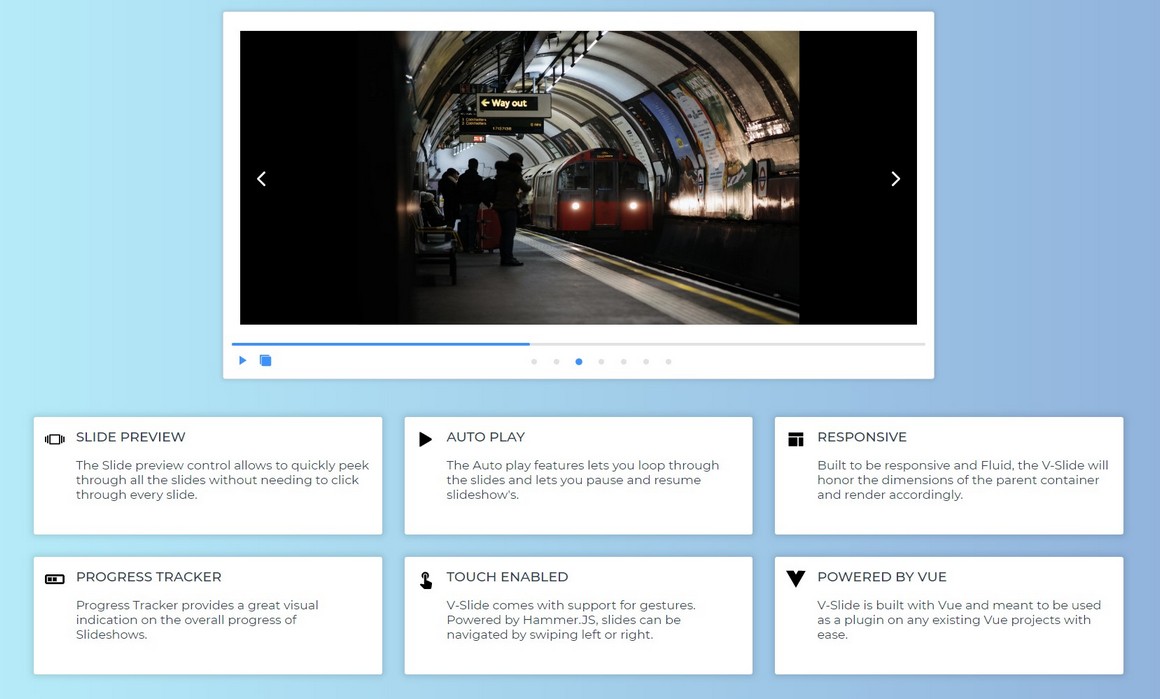 Way out
SLIDE PREVIEW
The Slide preview control allows to quickly peek
through all the slides without needing to click
through every slide.
AUTO PLAY
The Auto play features lets you loop through
the slides and lets you pause and resume
slideshow's.
RESPONSIVE
Built to be responsive and Fluid, the V-Slide will
honor the dimensions of the parent container
and render accordingly.
PROGRESS TRACKER
Progress Tracker provides a great visual
indication on the overall progress of
Slideshows.
TOUCH ENABLED
V-Slide comes with support for gestures.
Powered by Hammer.JS, slides can be
navigated by swiping left or right.
POWERED BY VUE
V-Slide is built with Vue and meant to be used
as a plugin on any existing Vue projects with
ease.